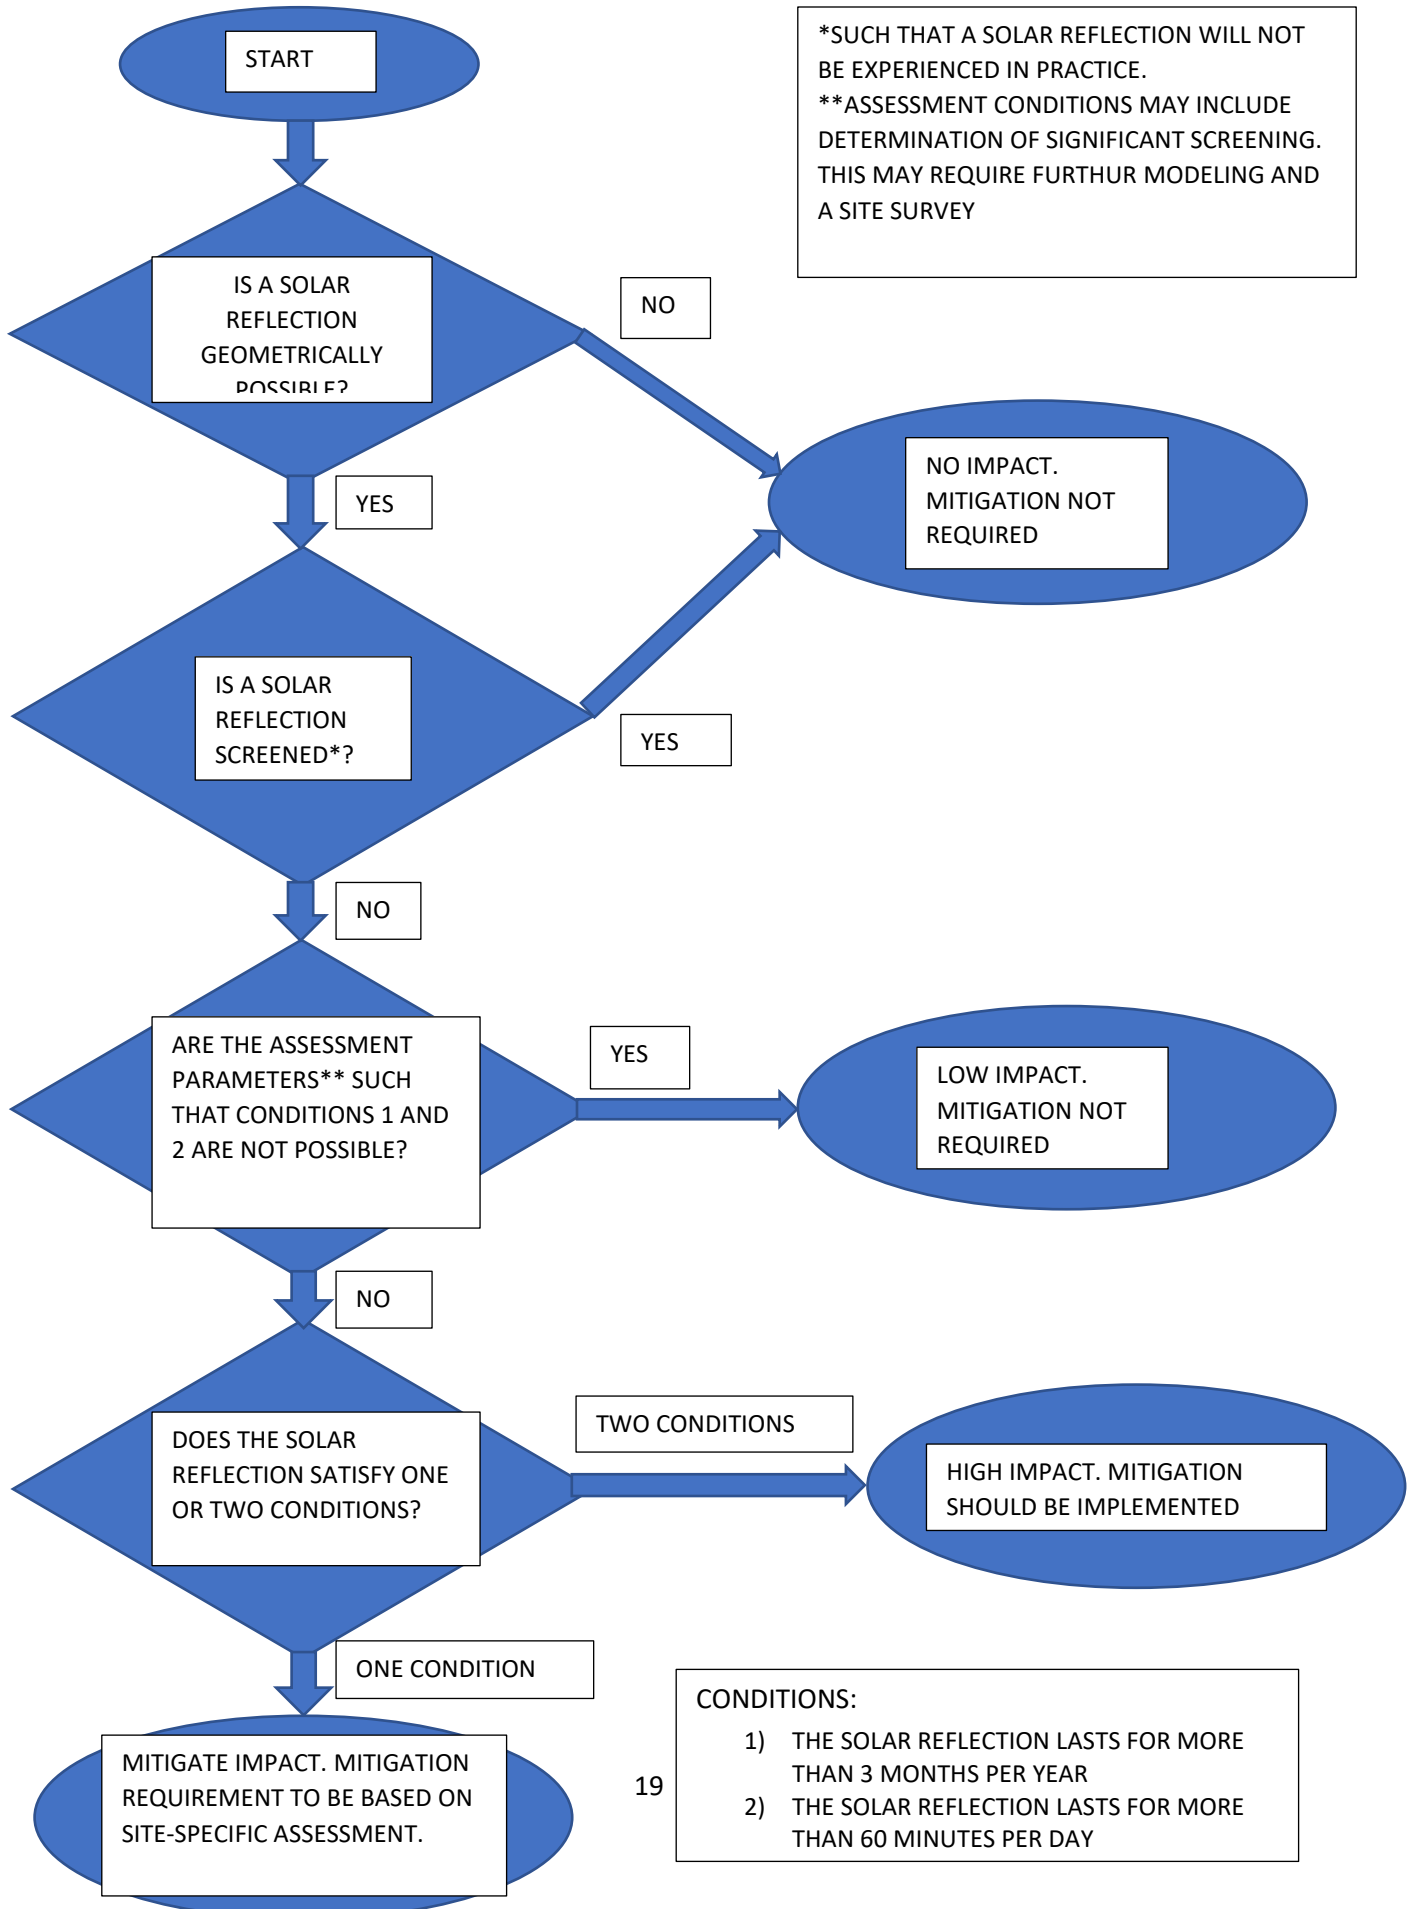 START
*SUCH THAT A SOLAR REFLECTION WILL NOT
BE EXPERIENCED IN PRACTICE.
**ASSESSMENT CONDITIONS MAY INCLUDE
DETERMINATION OF SIGNIFICANT SCREENING.
THIS MAY REQUIRE FURTHUR MODELING AND
A SITE SURVEY
IS A SOLAR
REFLECTION
GEOMETRICALLY
POSSIBLE?
NO
NO IMPACT.
MITIGATION NOT
REQUIRED
YES
IS A SOLAR
REFLECTION
SCREENED*?
YES
NO
ARE THE ASSESSMENT
PARAMETERS** SUCH
THAT CONDITIONS 1 AND
2 ARE NOT POSSIBLE?
YES
LOW IMPACT.
MITIGATION NOT
REQUIRED
NO
DOES THE SOLAR
REFLECTION SATISFY ONE
OR TWO CONDITIONS?
TWO CONDITIONS
HIGH IMPACT. MITIGATION
SHOULD BE IMPLEMENTED
ONE CONDITION
MITIGATE IMPACT. MITIGATION
REQUIREMENT TO BE BASED ON
SITE-SPECIFIC ASSESSMENT.
19
CONDITIONS:
1) THE SOLAR REFLECTION LASTS FOR MORE
THAN 3 MONTHS PER YEAR
2) THE SOLAR REFLECTION LASTS FOR MORE
THAN 60 MINUTES PER DAY